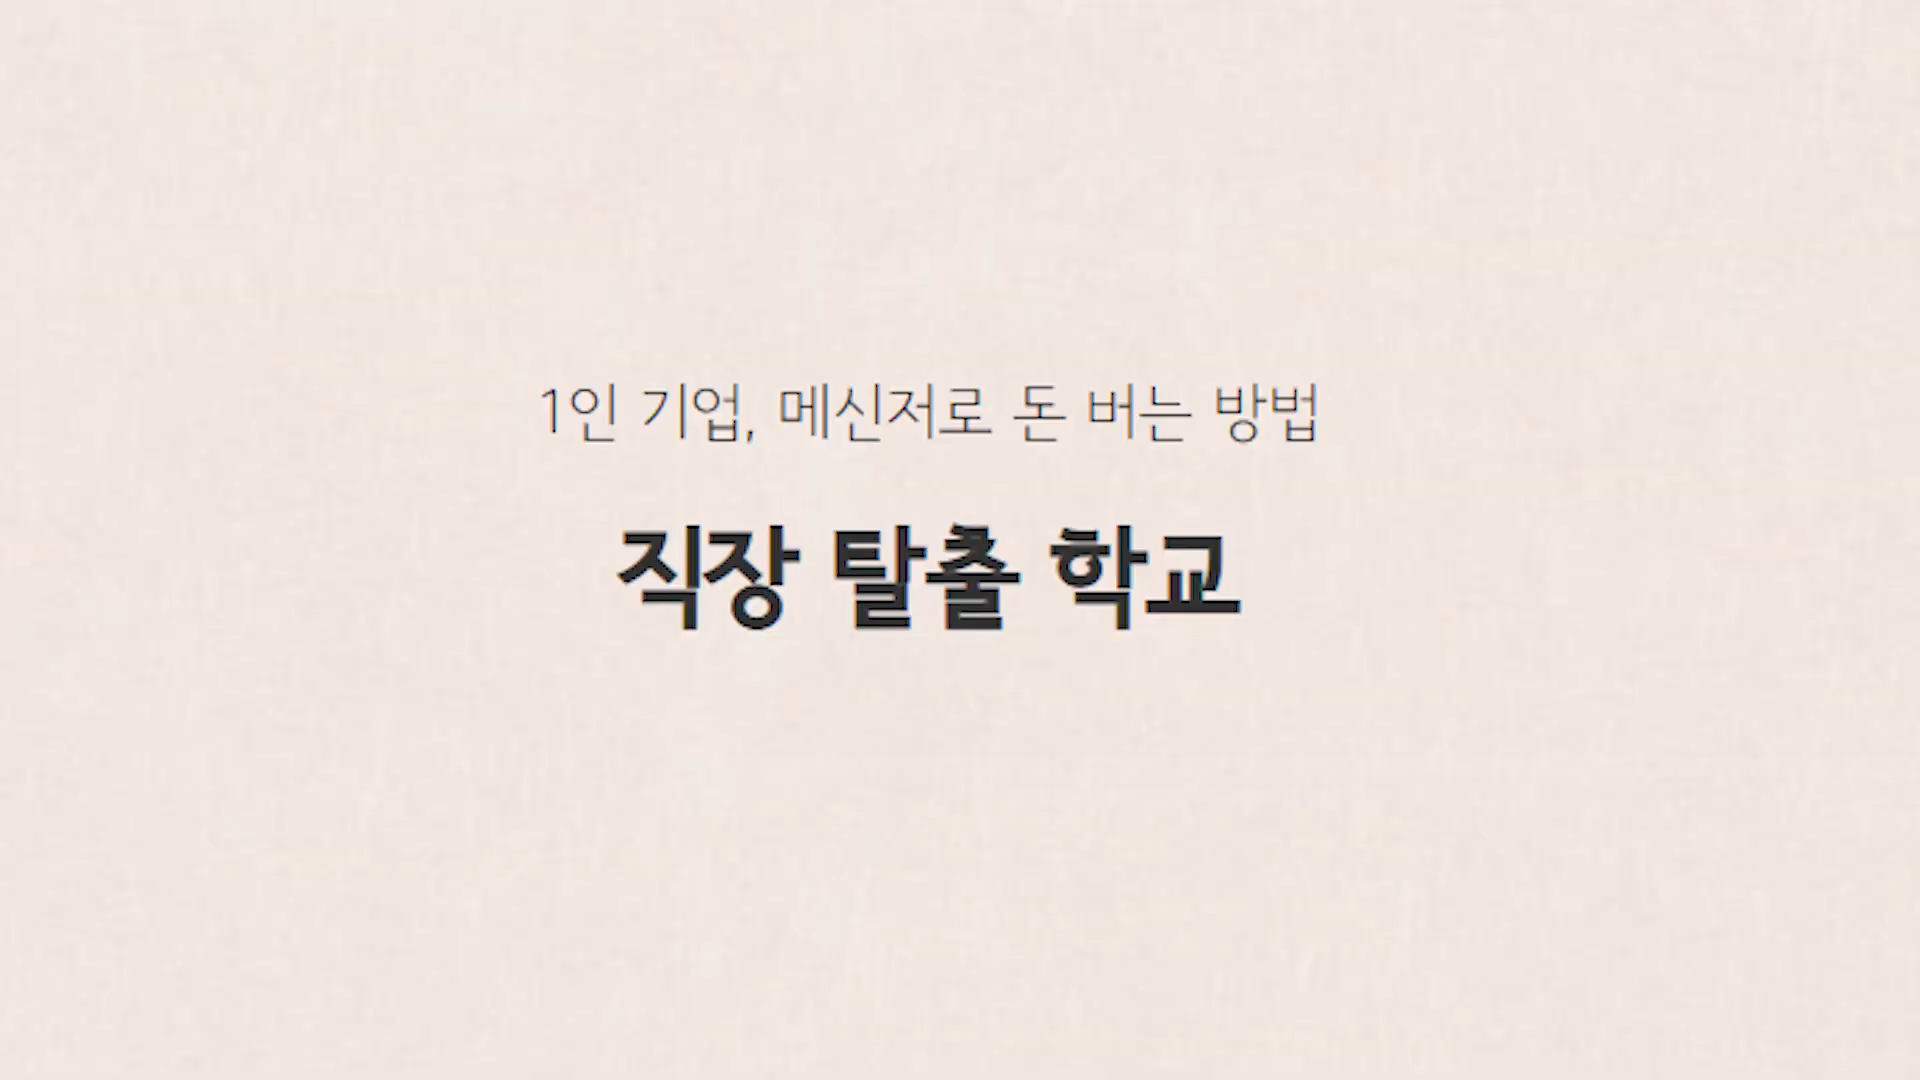 1인 기업, 메신저로 돈 버는 방법
직장 탈출 학교